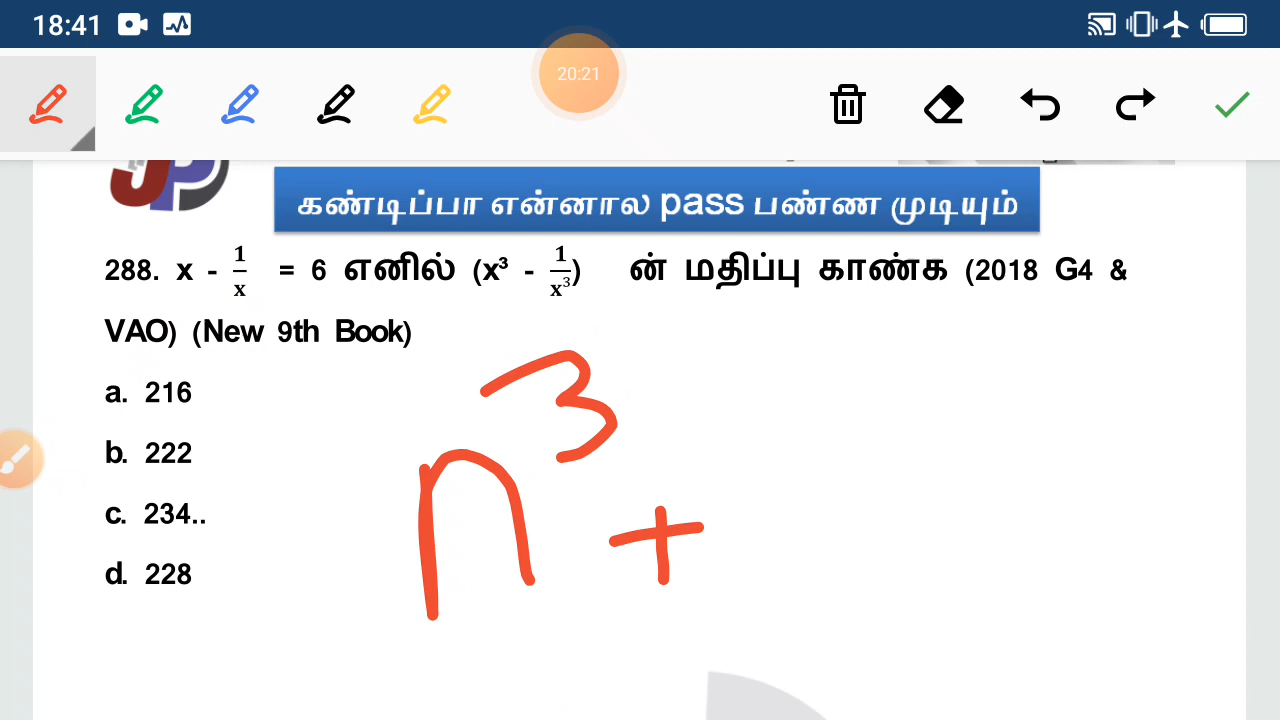 18:41
20:21
JP
கண்டிப்பா என்னால pass பண்ண முடியும்
288. x - 1/x = 6 எனில் (x³ - 1/x³) ன் மதிப்பு காண்க (2018 G4 &
VAO) (New 9th Book)
a. 216
b. 222
c. 234..
d. 228
n³ +